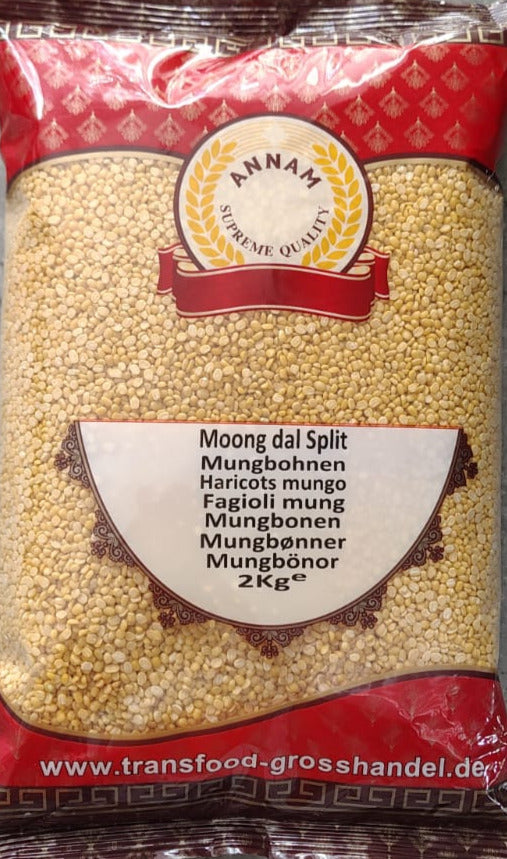 ANNAM
SUPREME QUALITY
Moong dal Split
Mungbohnen
Haricots mungo
Fagioli mung
Mungbonen
Mungbønner
Mungbönor
2Kg℮
www.transfood-grosshandel.de